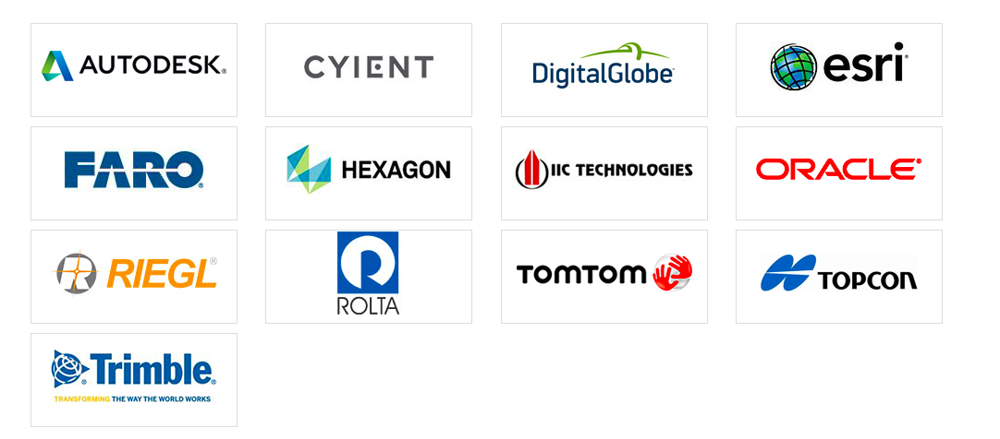 AUTODESK®
CYIENT
DigitalGlobe
esri
FARO®
HEXAGON
IIC TECHNOLOGIES
ORACLE®
R RIEGL®
ROLTA
TOMTOM
TOPCON
Trimble®
TRANSFORMING THE WAY THE WORLD WORKS